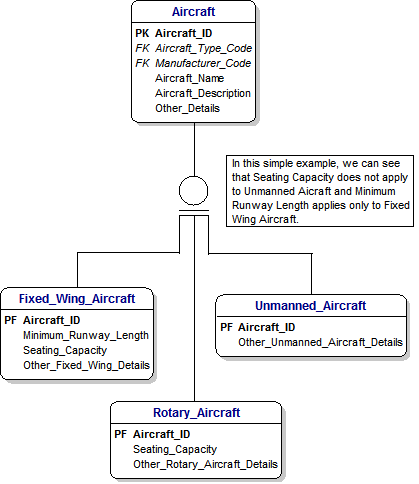 Aircraft
PK Aircraft_ID
FK Aircraft_Type_Code
FK Manufacturer_Code
Aircraft_Name
Aircraft_Description
Other_Details
In this simple example, we can see
that Seating Capacity does not apply
to Unmanned Aicraft and Minimum
Runway Length applies only to Fixed
Wing Aircraft.
Fixed_Wing_Aircraft
PF Aircraft_ID
Minimum_Runway_Length
Seating_Capacity
Other_Fixed_Wing_Details
Unmanned_Aircraft
PF Aircraft_ID
Other_Unmanned_Aircraft_Details
Rotary_Aircraft
PF Aircraft_ID
Seating_Capacity
Other_Rotary_Aircraft_Details